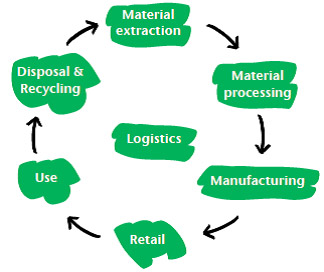 Material
extraction
Disposal &
Recycling
Material
processing
Logistics
Use
Manufacturing
Retail